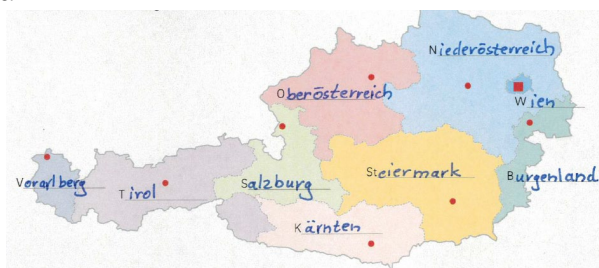 Niederösterreich
Oberösterreich
Wien
Vorarlberg
Tirol
Salzburg
Steiermark
Burgenland
Kärnten